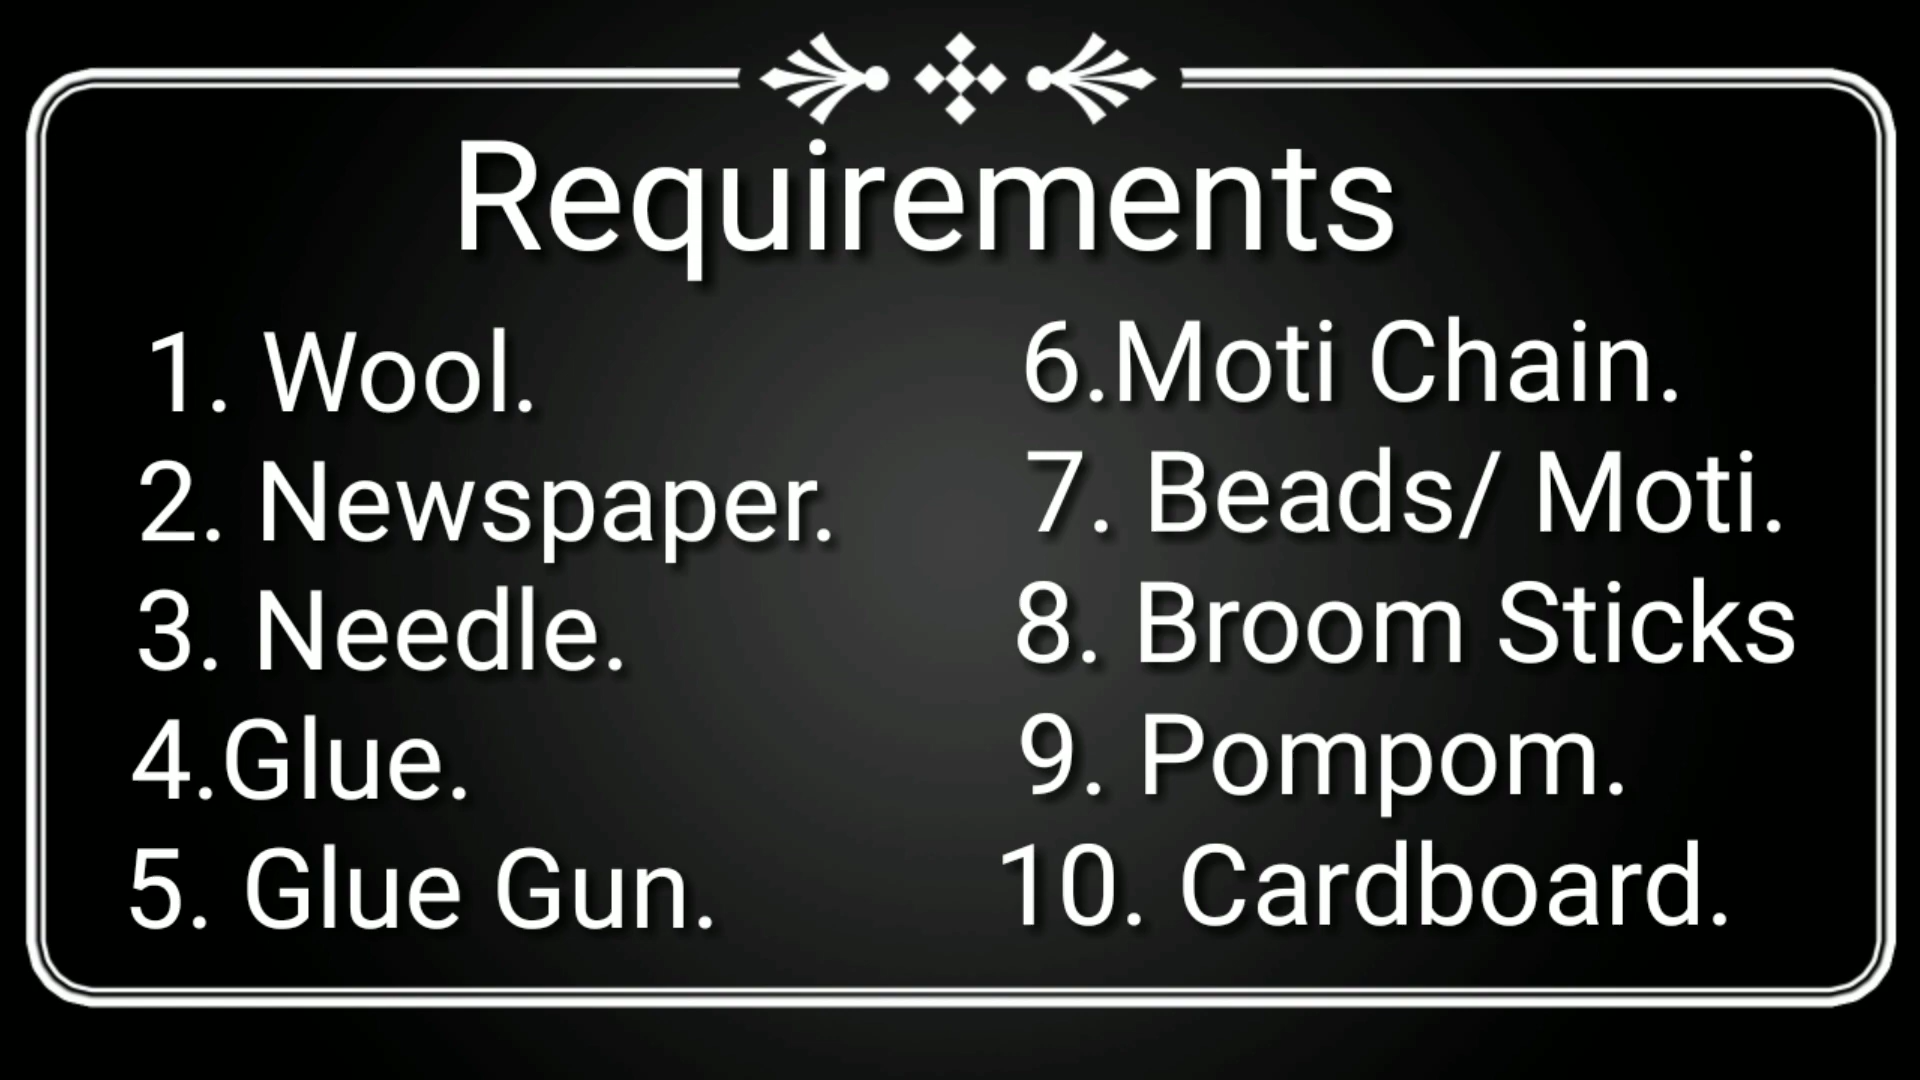 Requirements
1. Wool.
2. Newspaper.
3. Needle.
4.Glue.
5. Glue Gun.
6.Moti Chain.
7. Beads/ Moti.
8. Broom Sticks
9. Pompom.
10. Cardboard.